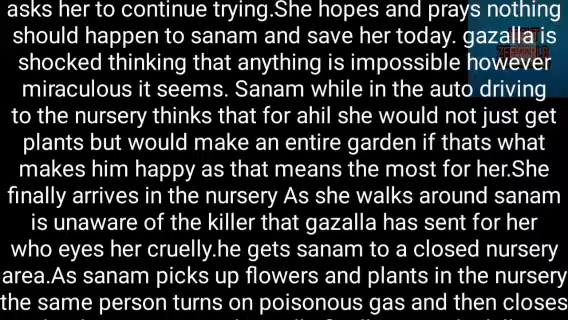 asks her to continue trying.She hopes and prays nothing
should happen to sanam and save her today. gazalla is
shocked thinking that anything is impossible however
miraculous it seems. Sanam while in the auto driving
to the nursery thinks that for ahil she would not just get
plants but would make an entire garden if thats what
makes him happy as that means the most for her.She
finally arrives in the nursery As she walks around sanam
is unaware of the killer that gazalla has sent for her
who eyes her cruelly.he gets sanam to a closed nursery
area.As sanam picks up flowers and plants in the nursery
the same person turns on poisonous gas and then closes